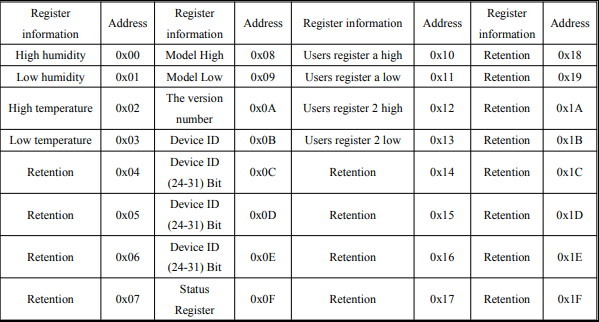 Register information Address Register information Address Register information Address Register information Address
High humidity 0x00 Model High 0x08 Users register a high 0x10 Retention 0x18
Low humidity 0x01 Model Low 0x09 Users register a low 0x11 Retention 0x19
High temperature 0x02 The version number 0x0A Users register 2 high 0x12 Retention 0x1A
Low temperature 0x03 Device ID 0x0B Users register 2 low 0x13 Retention 0x1B
Retention 0x04 Device ID (24-31) Bit 0x0C Retention 0x14 Retention 0x1C
Retention 0x05 Device ID (24-31) Bit 0x0D Retention 0x15 Retention 0x1D
Retention 0x06 Device ID (24-31) Bit 0x0E Retention 0x16 Retention 0x1E
Retention 0x07 Status Register 0x0F Retention 0x17 Retention 0x1F